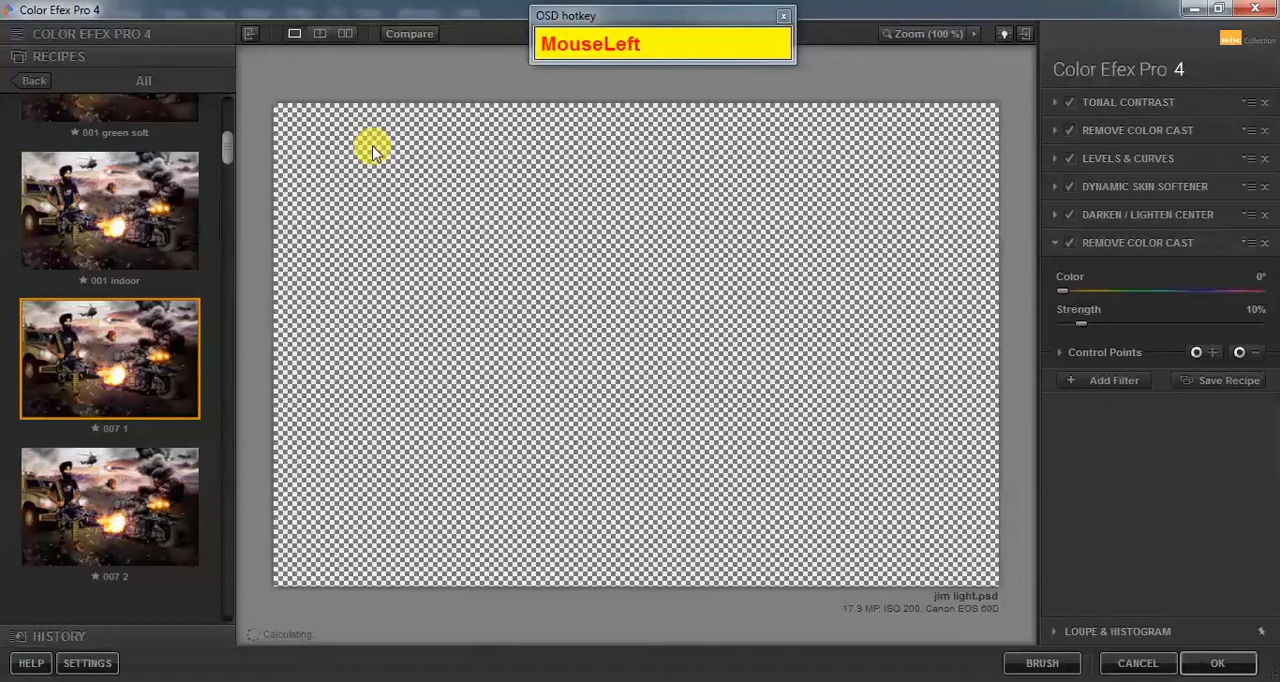 Color Efex Pro 4
OSD hotkey
MouseLeft
COLOR EFEX PRO 4
Compare
Zoom (100 %)
RECIPES
Back
All
001 green soft
001 indoor
007 1
007 2
HISTORY
HELP
SETTINGS
jim light.psd
17.9 MP, ISO 200, Canon EOS 60D
Calculating
nik Collection
Color Efex Pro 4
TONAL CONTRAST
REMOVE COLOR CAST
LEVELS & CURVES
DYNAMIC SKIN SOFTENER
DARKEN / LIGHTEN CENTER
REMOVE COLOR CAST
Color 0°
Strength 10%
Control Points
Add Filter
Save Recipe
LOUPE & HISTOGRAM
BRUSH
CANCEL
OK